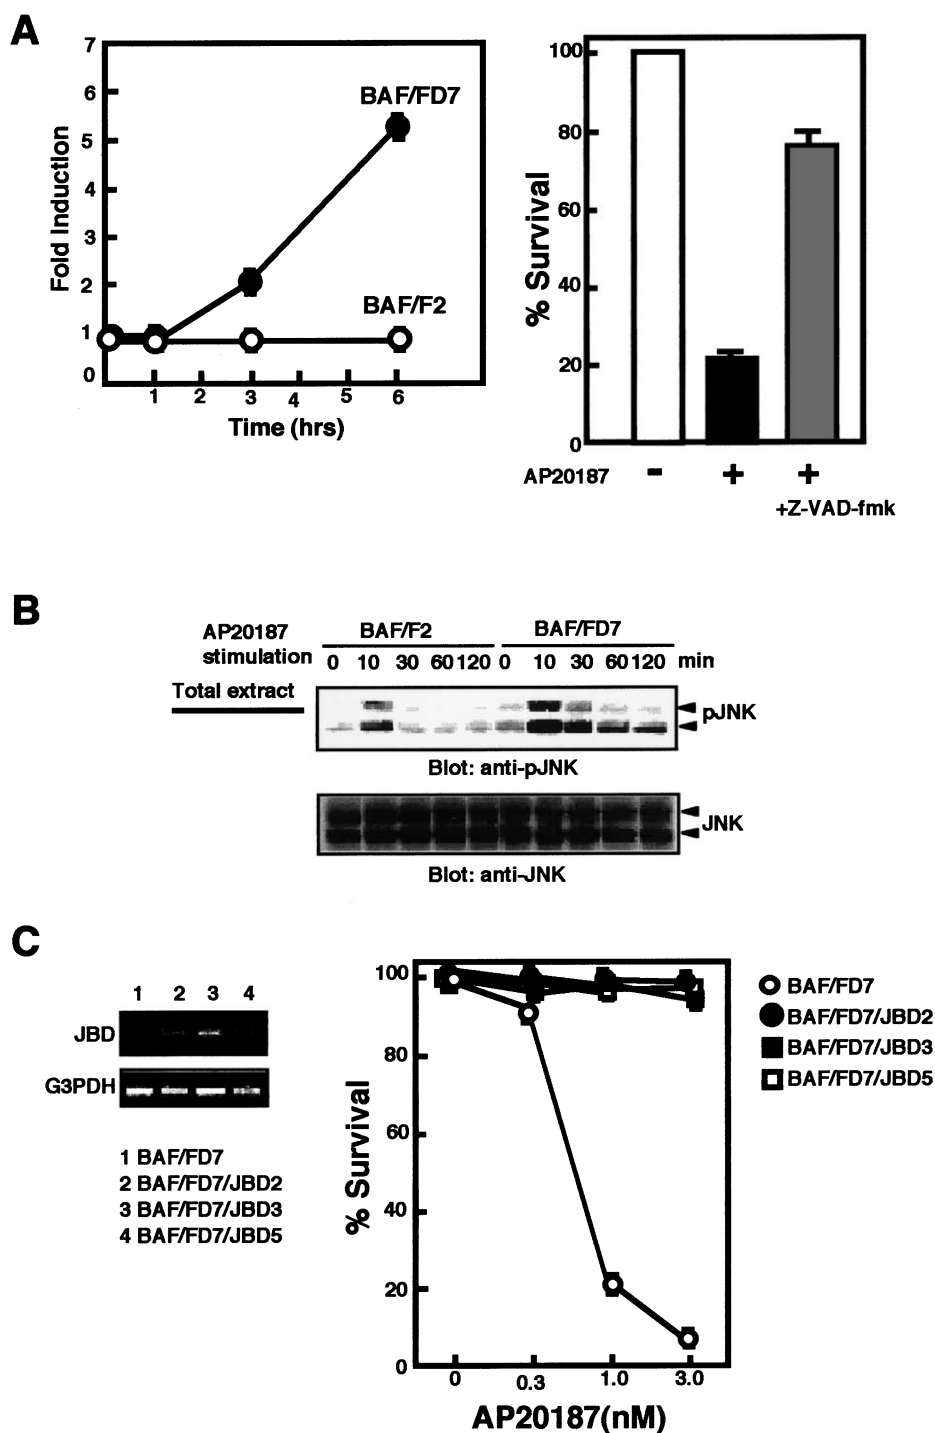 A
7
6
5
4
3
2
1
0
Fold Induction
BAF/FD7
BAF/F2
1 2 3 4 5 6
Time (hrs)
100
80
60
40
20
0
% Survival
AP20187 - + +
+Z-VAD-fmk
B
AP20187 stimulation
BAF/F2 BAF/FD7
0 10 30 60 120 0 10 30 60 120 min
Total extract
pJNK
Blot: anti-pJNK
JNK
Blot: anti-JNK
C
1 2 3 4
JBD
G3PDH
1 BAF/FD7
2 BAF/FD7/JBD2
3 BAF/FD7/JBD3
4 BAF/FD7/JBD5
100
80
60
40
20
0
% Survival
0 0.3 1.0 3.0
AP20187(nM)
BAF/FD7
BAF/FD7/JBD2
BAF/FD7/JBD3
BAF/FD7/JBD5